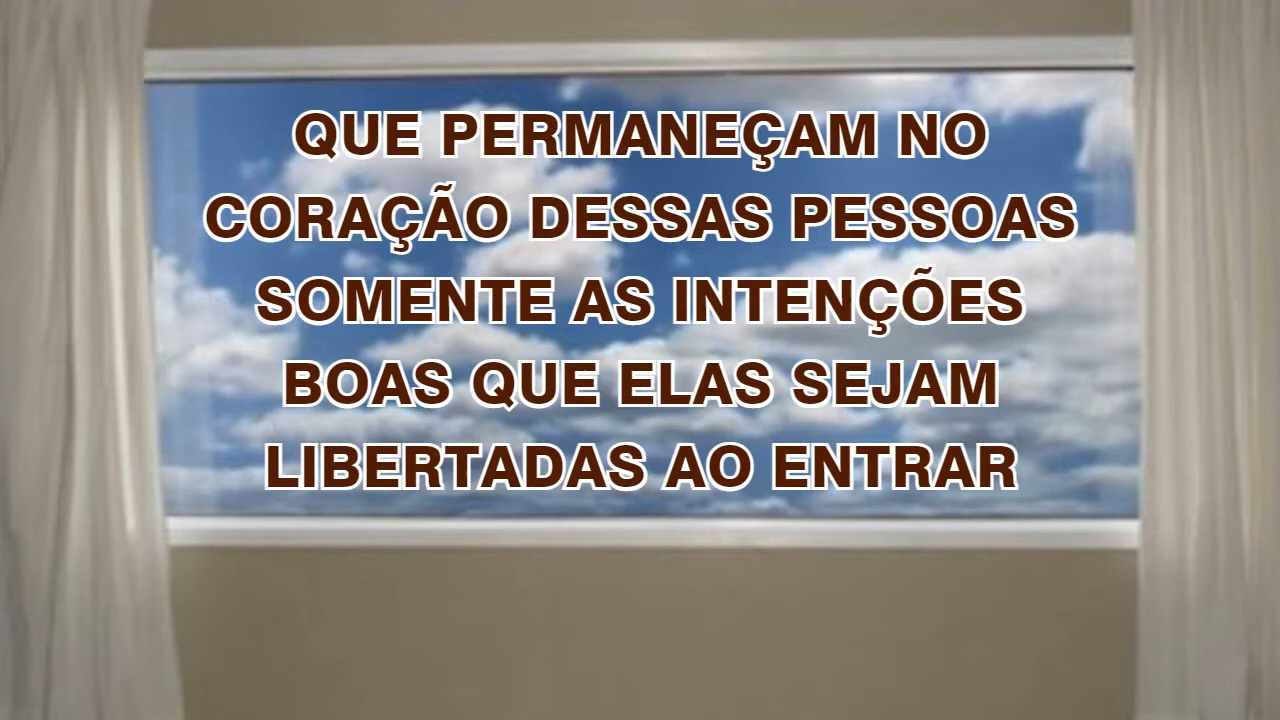 QUE PERMANEÇAM NO
CORAÇÃO DESSAS PESSOAS
SOMENTE AS INTENÇÕES
BOAS QUE ELAS SEJAM
LIBERTADAS AO ENTRAR